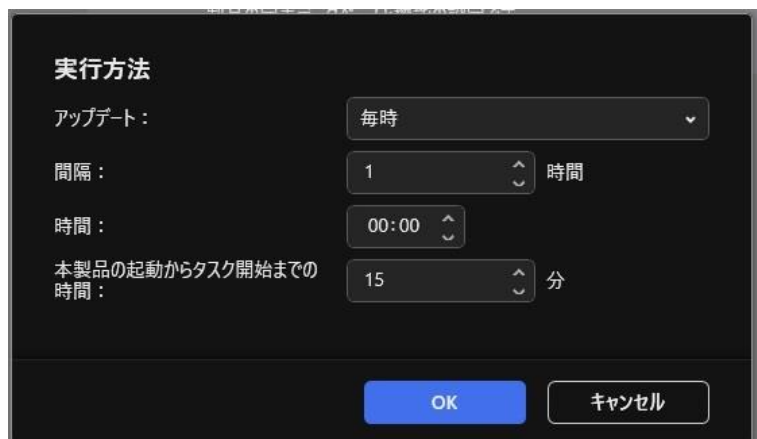 実行方法
アップデート：
毎時
間隔：
1
時間
時間：
00:00
本製品の起動からタスク開始までの
時間：
15
分
OK
キャンセル